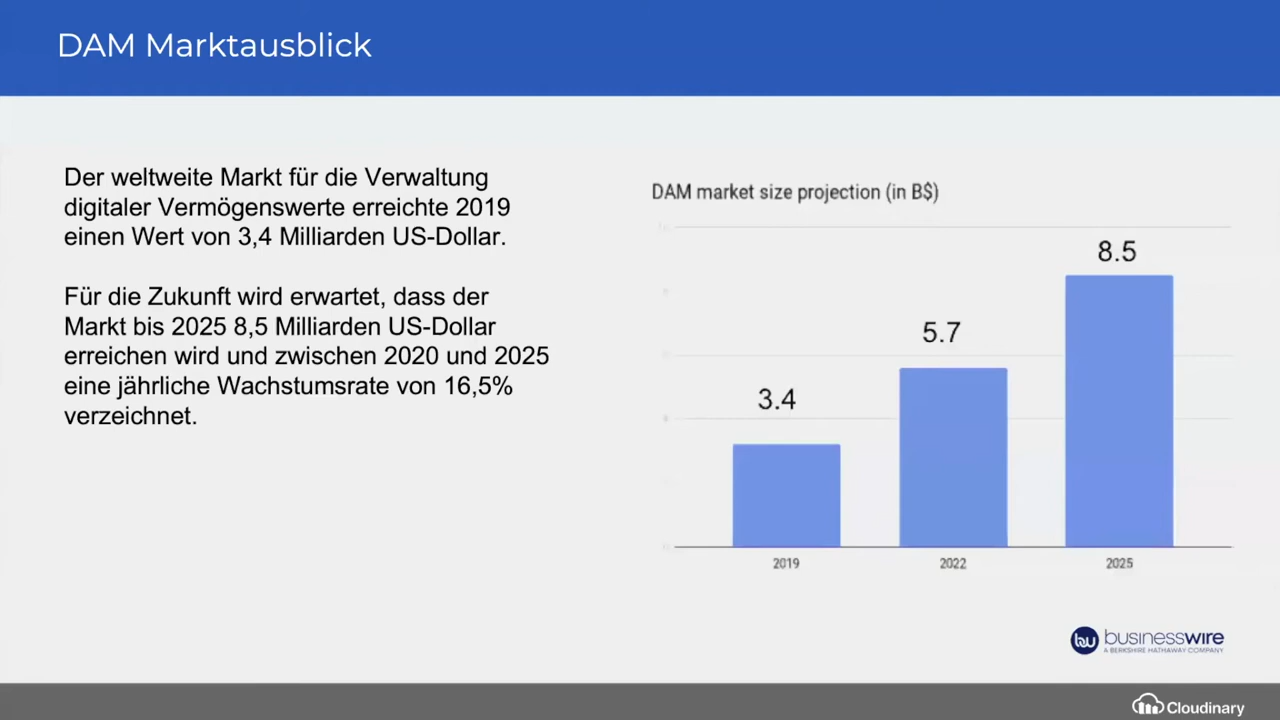 DAM Marktausblick
Der weltweite Markt für die Verwaltung
digitaler Vermögenswerte erreichte 2019
einen Wert von 3,4 Milliarden US-Dollar.
Für die Zukunft wird erwartet, dass der
Markt bis 2025 8,5 Milliarden US-Dollar
erreichen wird und zwischen 2020 und 2025
eine jährliche Wachstumsrate von 16,5%
verzeichnet.
DAM market size projection (in B$)
3.4
5.7
8.5
2019
2022
2025
bw businesswire
A BERKSHIRE HATHAWAY COMPANY
Cloudinary